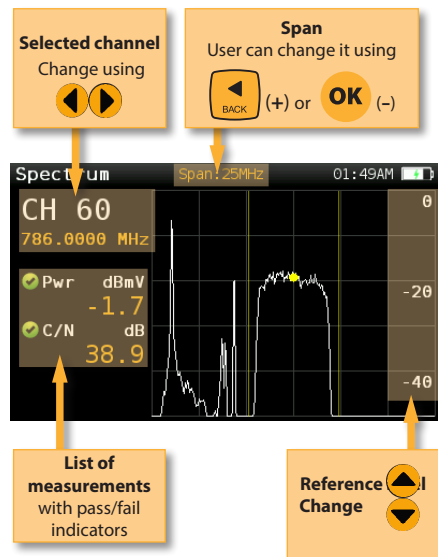 Selected channel
Change using
Span
User can change it using
BACK (+) or OK (–)
Spectrum Span:25MHz 01:49AM
CH 60
786.0000 MHz
Pwr dBmV
-1.7
C/N dB
38.9
0
-20
-40
List of
measurements
with pass/fail
indicators
Reference
Change